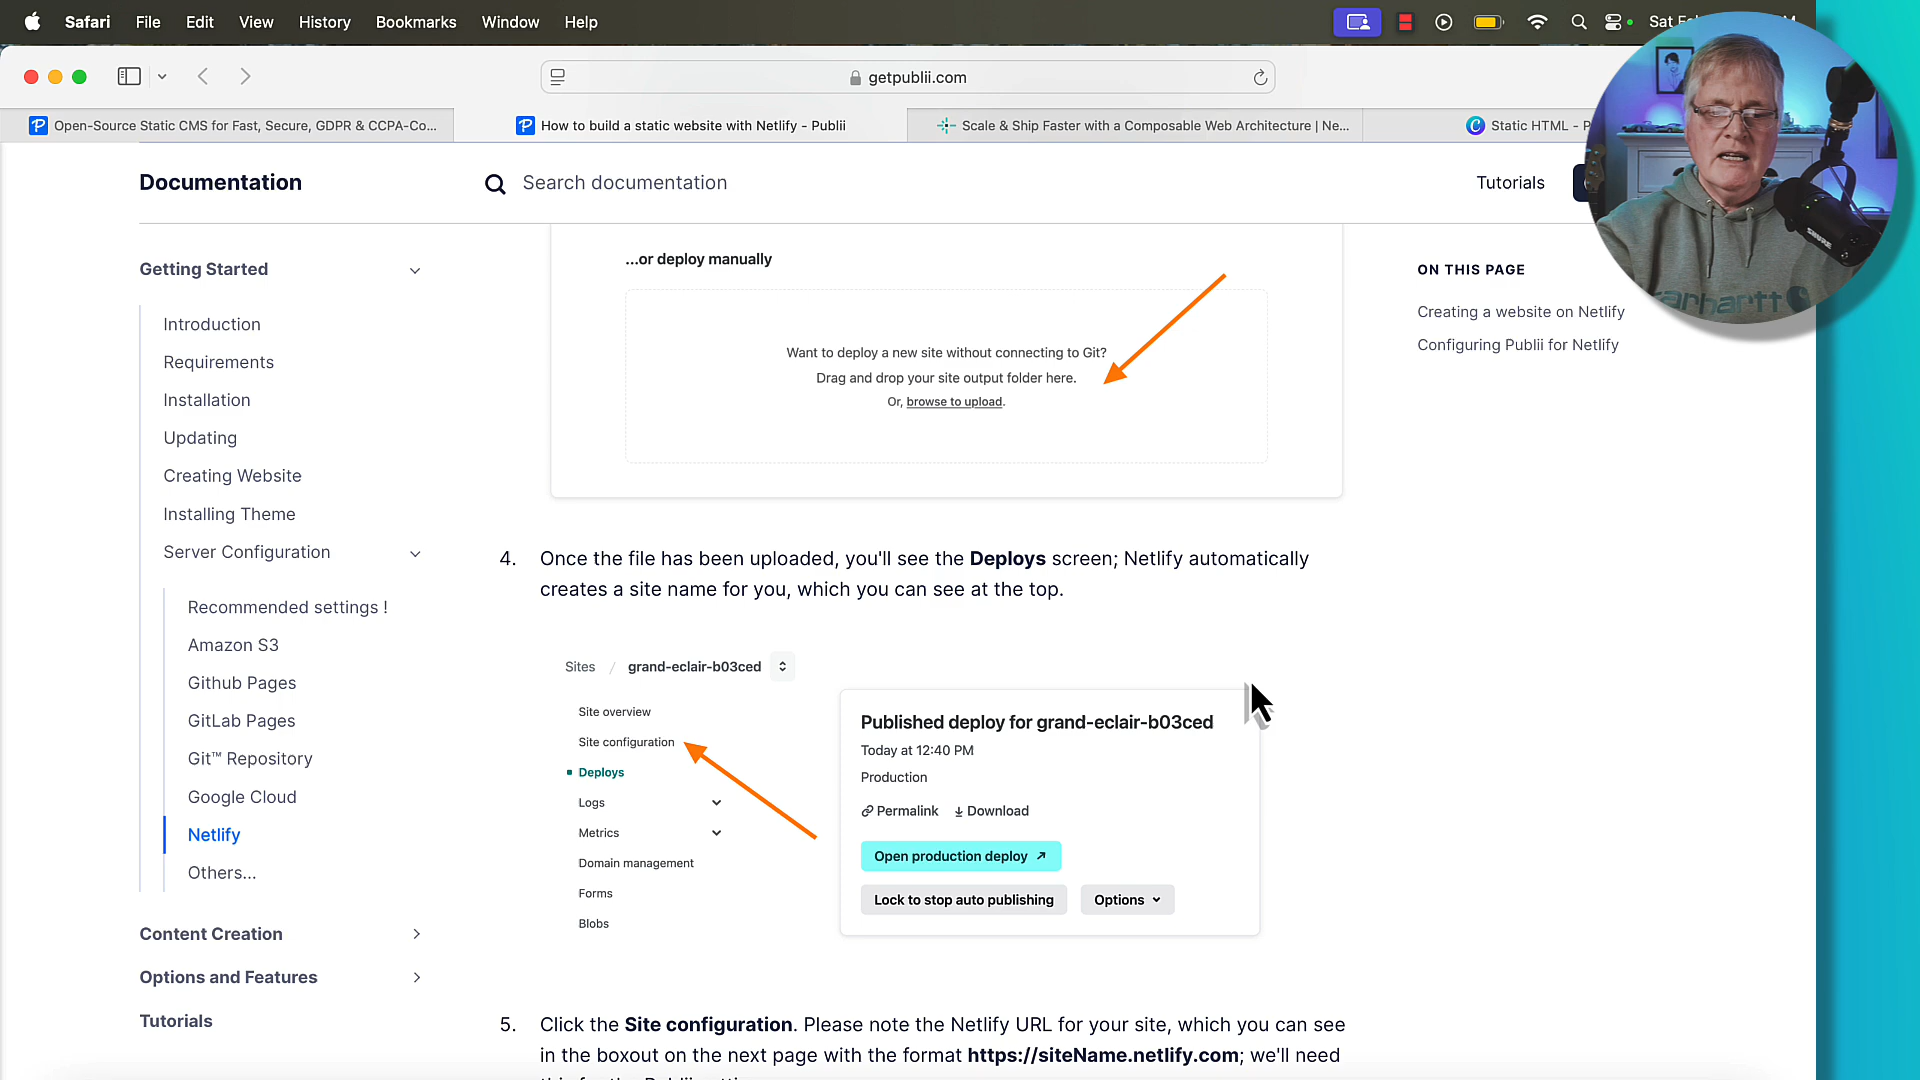 Safari File Edit View History Bookmarks Window Help
getpublii.com
Open-Source Static CMS for Fast, Secure, GDPR & CCPA-Co...
How to build a static website with Netlify - Publii
Scale & Ship Faster with a Composable Web Architecture | Ne...
Static HTML - P
Documentation
Search documentation
Tutorials
Getting Started
Introduction
Requirements
Installation
Updating
Creating Website
Installing Theme
Server Configuration
Recommended settings !
Amazon S3
Github Pages
GitLab Pages
Git™ Repository
Google Cloud
Netlify
Others...
Content Creation
Options and Features
Tutorials
...or deploy manually
Want to deploy a new site without connecting to Git?
Drag and drop your site output folder here.
Or, browse to upload.
4. Once the file has been uploaded, you'll see the Deploys screen; Netlify automatically
creates a site name for you, which you can see at the top.
Sites / grand-eclair-b03ced
Site overview
Site configuration
Deploys
Logs
Metrics
Domain management
Forms
Blobs
Published deploy for grand-eclair-b03ced
Today at 12:40 PM
Production
Permalink Download
Open production deploy
Lock to stop auto publishing
Options
5. Click the Site configuration. Please note the Netlify URL for your site, which you can see
in the boxout on the next page with the format https://siteName.netlify.com; we'll need
ON THIS PAGE
Creating a website on Netlify
Configuring Publii for Netlify
Sat
SHURE
carhartt